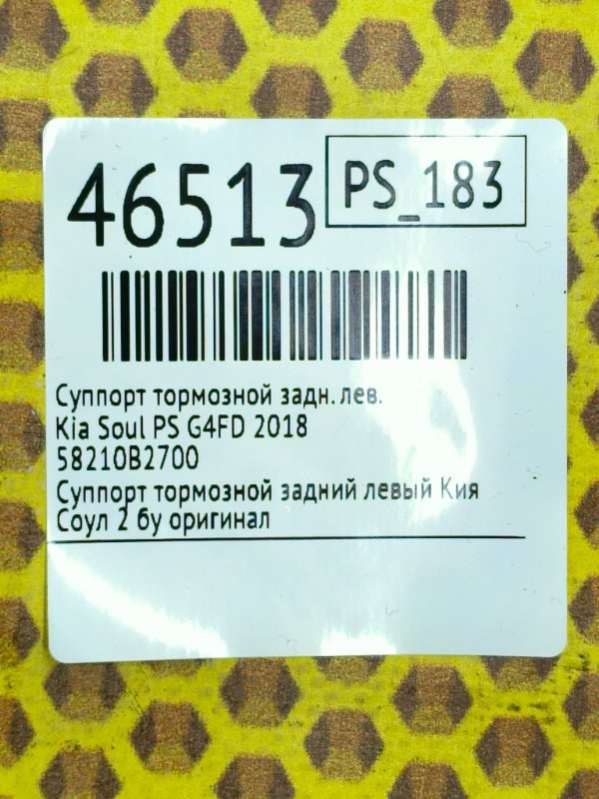 46513
PS_183
Суппорт тормозной задн. лев.
Kia Soul PS G4FD 2018
58210B2700
Суппорт тормозной задний левый Кия
Соул 2 бу оригинал